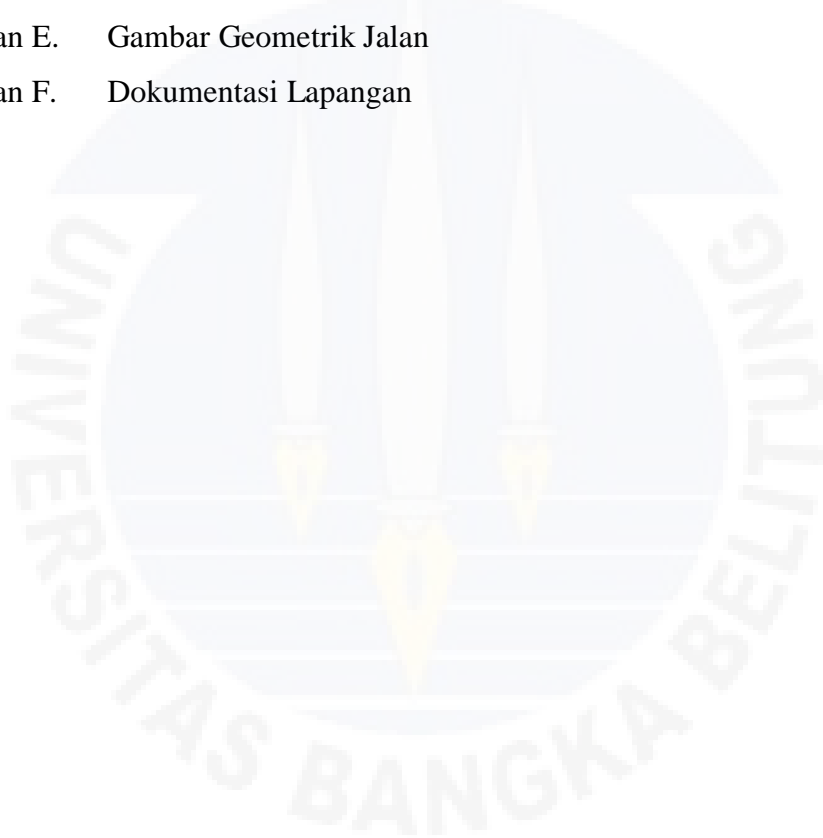 an E. Gambar Geometrik Jalan
an F. Dokumentasi Lapangan
UNIVERSITAS BANGKA BELITUNG